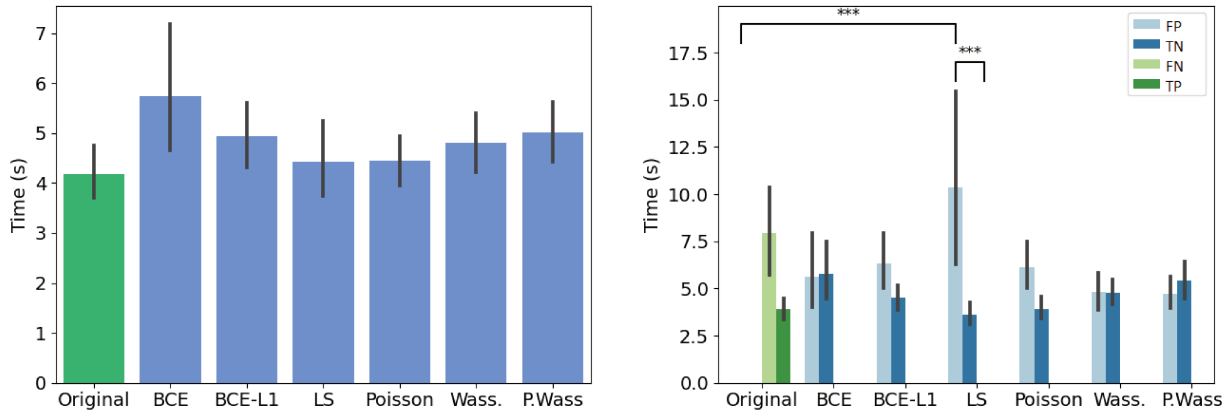 7
6
5
4
3
2
1
0
Time (s)
Original BCE BCE-L1 LS Poisson Wass. P.Wass
***
***
FP
TN
FN
TP
17.5
15.0
12.5
10.0
7.5
5.0
2.5
0.0
Time (s)
Original BCE BCE-L1 LS Poisson Wass. P.Wass